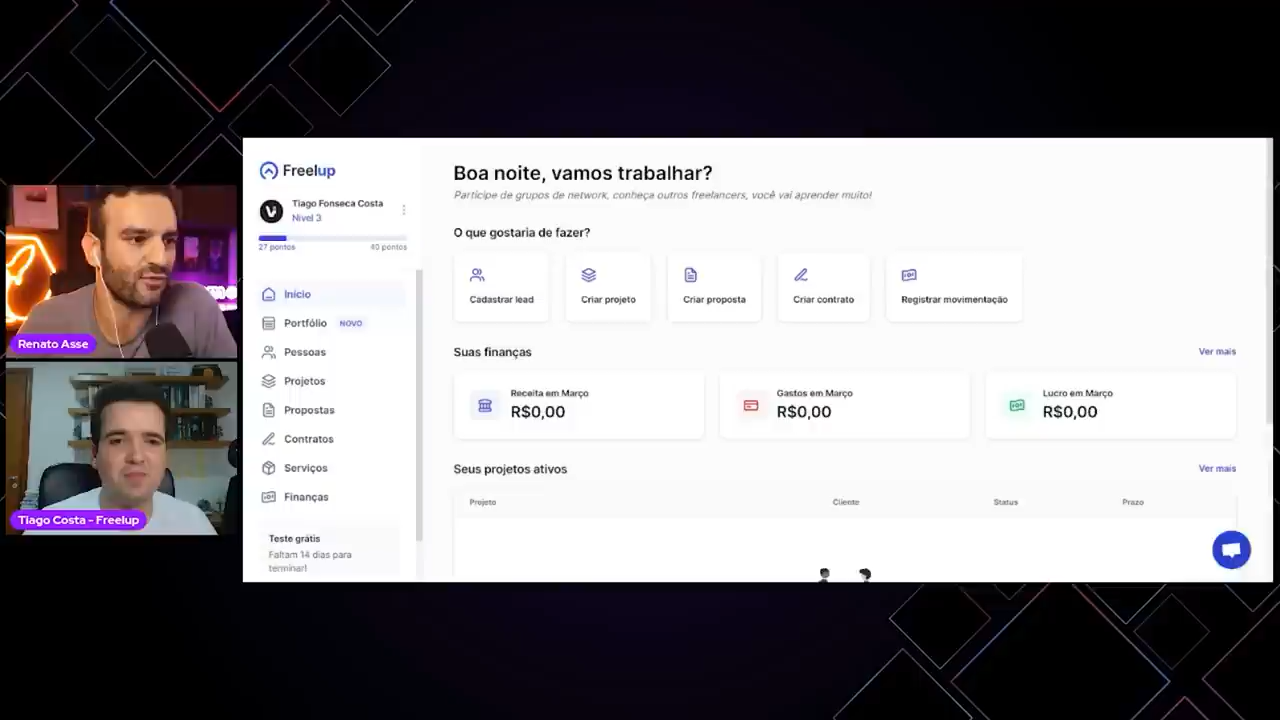 Renato Asse
Tiago Costa - Freelup
Freelup
Tiago Fonseca Costa
Nível 3
27 pontos
40 pontos
Início
Portfólio NOVO
Pessoas
Projetos
Propostas
Contratos
Serviços
Finanças
Teste grátis
Faltam 14 dias para
terminar!
Boa noite, vamos trabalhar?
Participe de grupos de network, conheça outros freelancers, você vai aprender muito!
O que gostaria de fazer?
Cadastrar lead
Criar projeto
Criar proposta
Criar contrato
Registrar movimentação
Suas finanças
Ver mais
Receita em Março
R$0,00
Gastos em Março
R$0,00
Lucro em Março
R$0,00
Seus projetos ativos
Ver mais
Projeto
Cliente
Status
Prazo